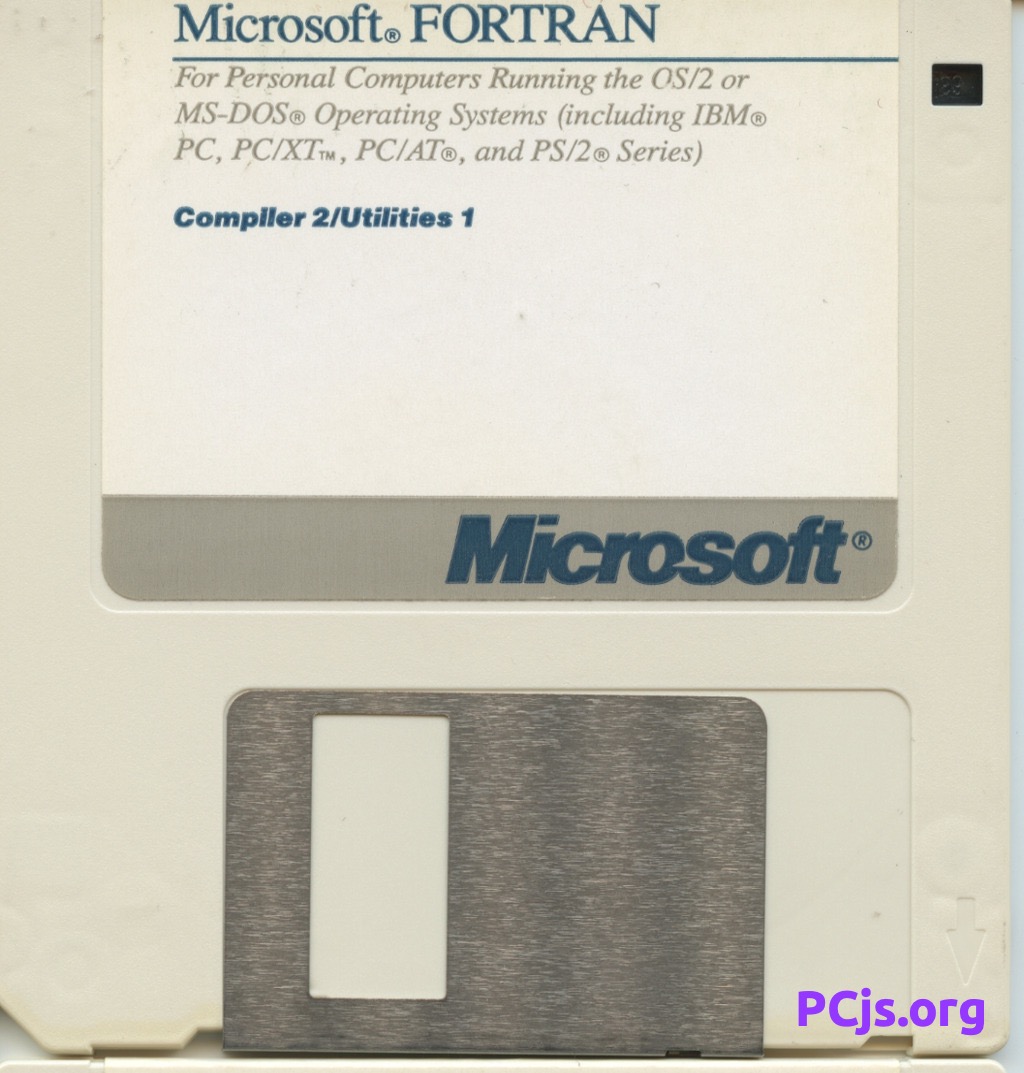 Microsoft® FORTRAN
For Personal Computers Running the OS/2 or
MS-DOS® Operating Systems (including IBM®
PC, PC/XT™, PC/AT®, and PS/2® Series)
Compiler 2/Utilities 1
Microsoft®
PCjs.org